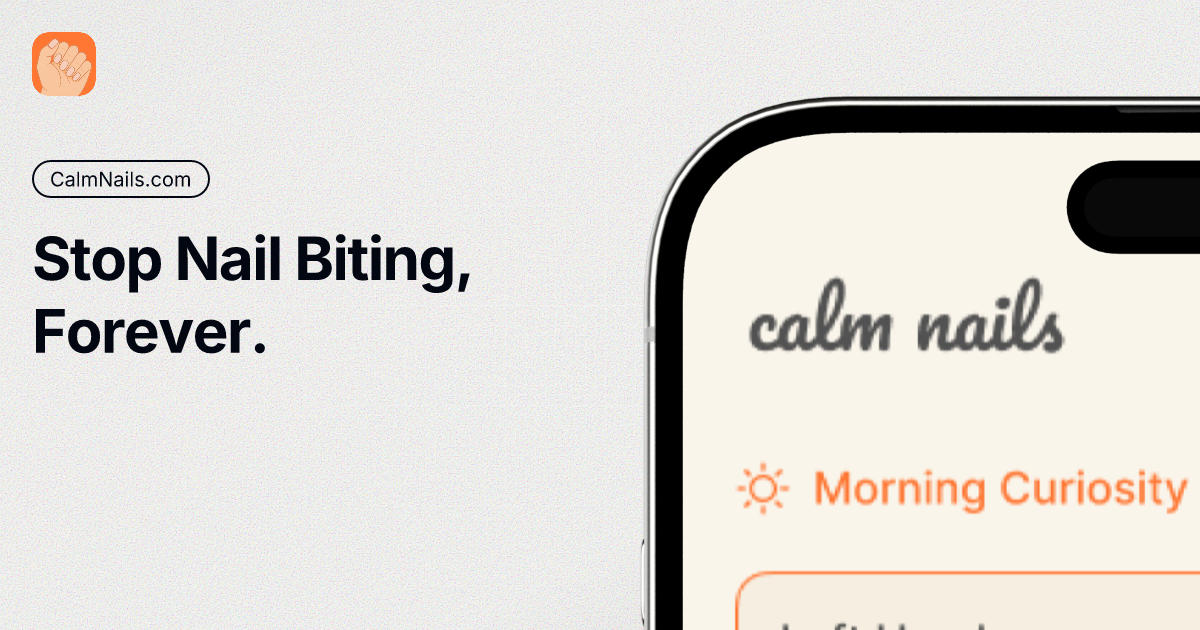 CalmNails.com
Stop Nail Biting,
Forever.
calm nails
Morning Curiosity